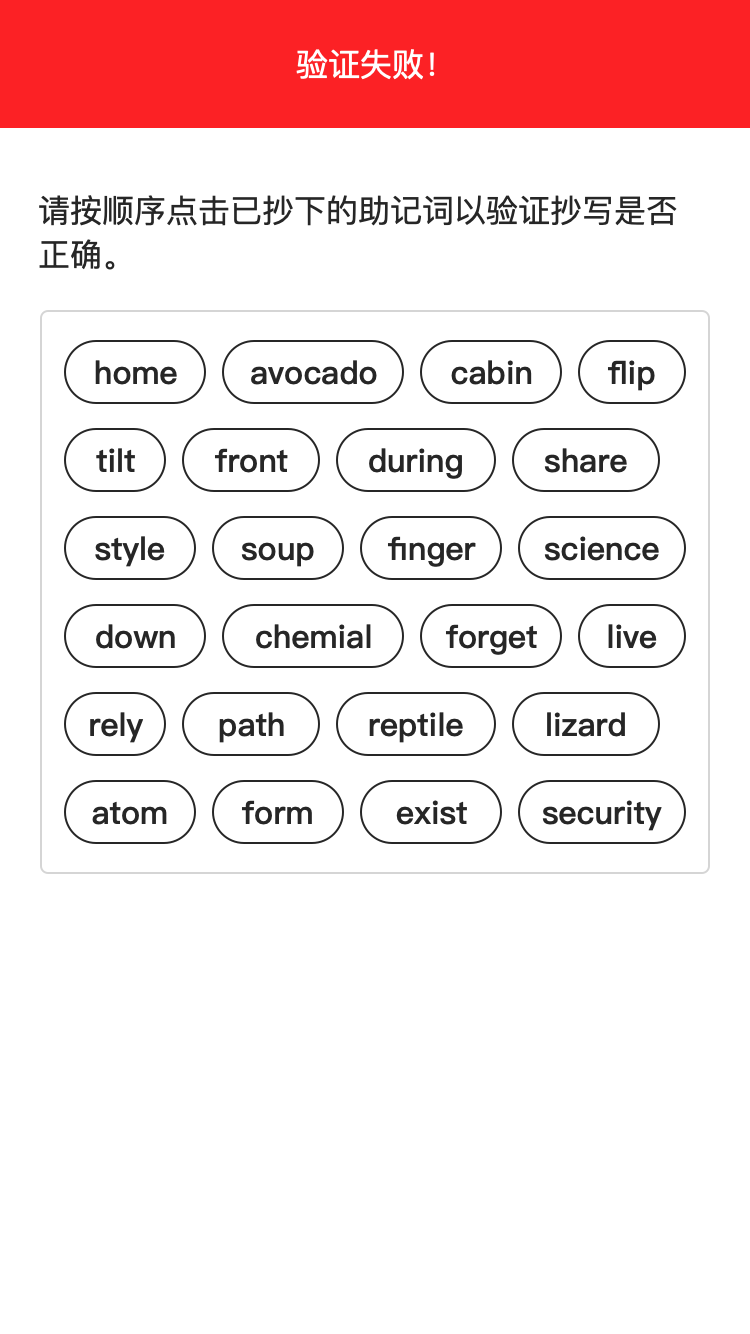 验证失败！
请按顺序点击已抄下的助记词以验证抄写是否
正确。
home avocado cabin flip
tilt front during share
style soup finger science
down chemial forget live
rely path reptile lizard
atom form exist security